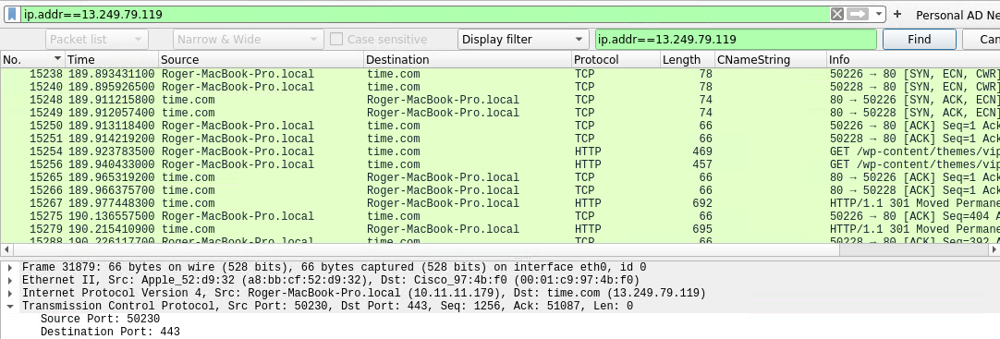 ip.addr==13.249.79.119 + Personal AD Ne
Packet list Narrow & Wide Case sensitive Display filter ip.addr==13.249.79.119 Find Can
No. Time Source Destination Protocol Length CNameString Info
15238 189.893431100 Roger-MacBook-Pro.local time.com TCP 78 50226 → 80 [SYN, ECN, CWR]
15240 189.895926500 Roger-MacBook-Pro.local time.com TCP 78 50228 → 80 [SYN, ECN, CWR]
15248 189.911215800 time.com Roger-MacBook-Pro.local TCP 74 80 → 50226 [SYN, ACK, ECN]
15249 189.912057400 time.com Roger-MacBook-Pro.local TCP 74 80 → 50228 [SYN, ACK, ECN]
15250 189.913118400 Roger-MacBook-Pro.local time.com TCP 66 50226 → 80 [ACK] Seq=1 Ack
15251 189.914219200 Roger-MacBook-Pro.local time.com TCP 66 50228 → 80 [ACK] Seq=1 Ack
15254 189.923783500 Roger-MacBook-Pro.local time.com HTTP 469 GET /wp-content/themes/vip
15256 189.940433000 Roger-MacBook-Pro.local time.com HTTP 457 GET /wp-content/themes/vip
15265 189.965319200 time.com Roger-MacBook-Pro.local TCP 66 80 → 50226 [ACK] Seq=1 Ack
15266 189.966375700 time.com Roger-MacBook-Pro.local TCP 66 80 → 50228 [ACK] Seq=1 Ack
15267 189.977448300 time.com Roger-MacBook-Pro.local HTTP 692 HTTP/1.1 301 Moved Permane
15275 190.136557500 Roger-MacBook-Pro.local time.com TCP 66 50226 → 80 [ACK] Seq=404 A
15279 190.215410900 time.com Roger-MacBook-Pro.local HTTP 695 HTTP/1.1 301 Moved Permane
15288 190.226117700 Roger-MacBook-Pro.local time.com TCP 66 50228 → 80 [ACK] Seq=392 A
Frame 31879: 66 bytes on wire (528 bits), 66 bytes captured (528 bits) on interface eth0, id 0
Ethernet II, Src: Apple_52:d9:32 (a8:bb:cf:52:d9:32), Dst: Cisco_97:4b:f0 (00:01:c9:97:4b:f0)
Internet Protocol Version 4, Src: Roger-MacBook-Pro.local (10.11.11.179), Dst: time.com (13.249.79.119)
Transmission Control Protocol, Src Port: 50230, Dst Port: 443, Seq: 1256, Ack: 51087, Len: 0
Source Port: 50230
Destination Port: 443